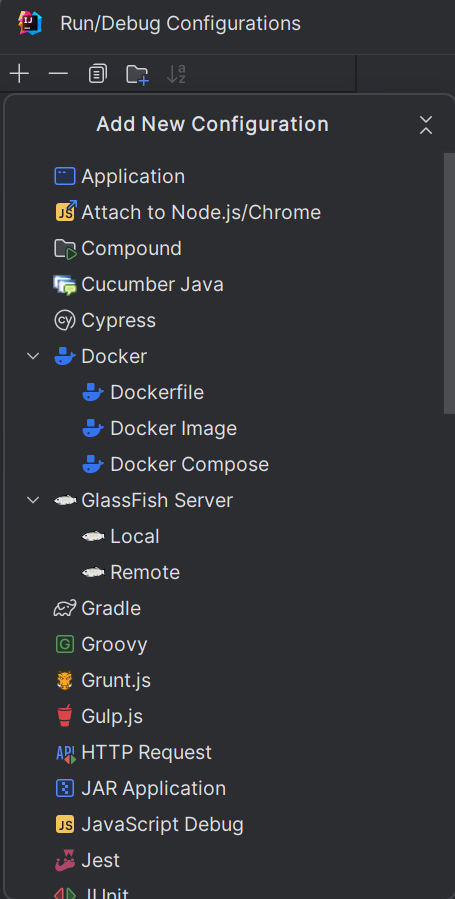 Run/Debug Configurations
Add New Configuration
Application
Attach to Node.js/Chrome
Compound
Cucumber Java
Cypress
Docker
Dockerfile
Docker Image
Docker Compose
GlassFish Server
Local
Remote
Gradle
Groovy
Grunt.js
Gulp.js
HTTP Request
JAR Application
JavaScript Debug
Jest
JUnit